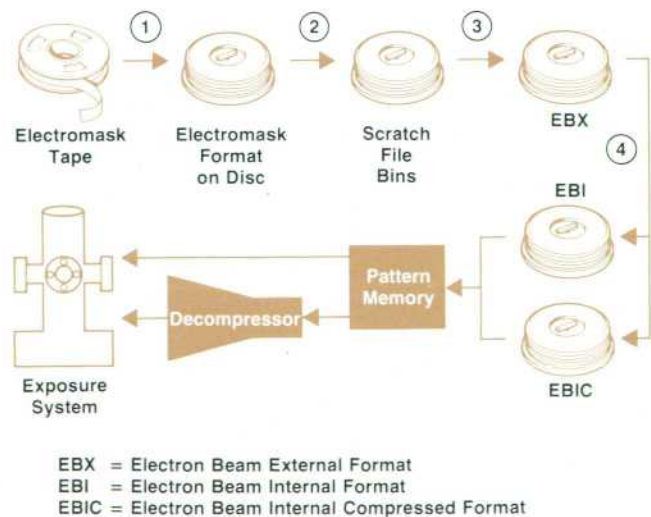 1
2
3
Electromask
Tape
Electromask
Format
on Disc
Scratch
File
Bins
EBX
4
EBI
Pattern
Memory
Decompressor
Exposure
System
EBIC
EBX = Electron Beam External Format
EBI = Electron Beam Internal Format
EBIC = Electron Beam Internal Compressed Format